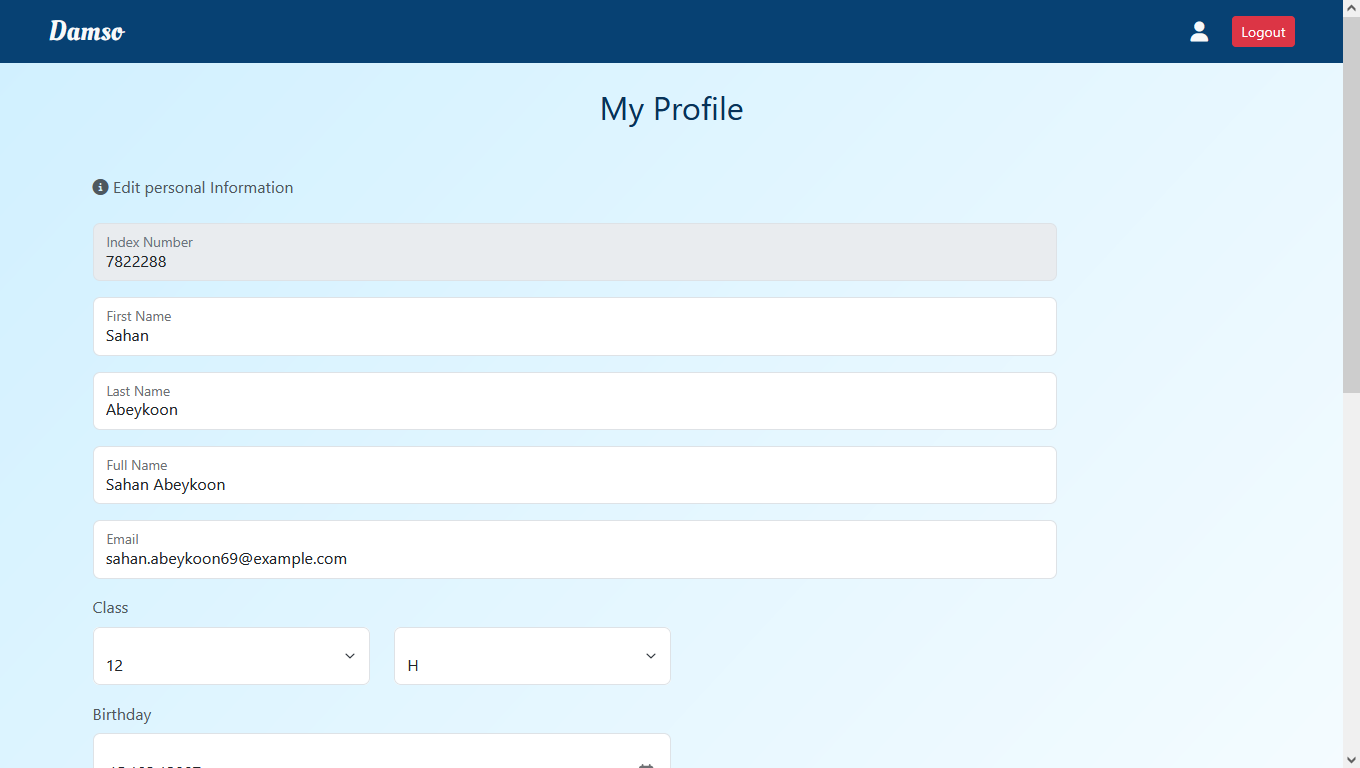 Damso
Logout
My Profile
Edit personal Information
Index Number
7822288
First Name
Sahan
Last Name
Abeykoon
Full Name
Sahan Abeykoon
Email
sahan.abeykoon69@example.com
Class
12
H
Birthday